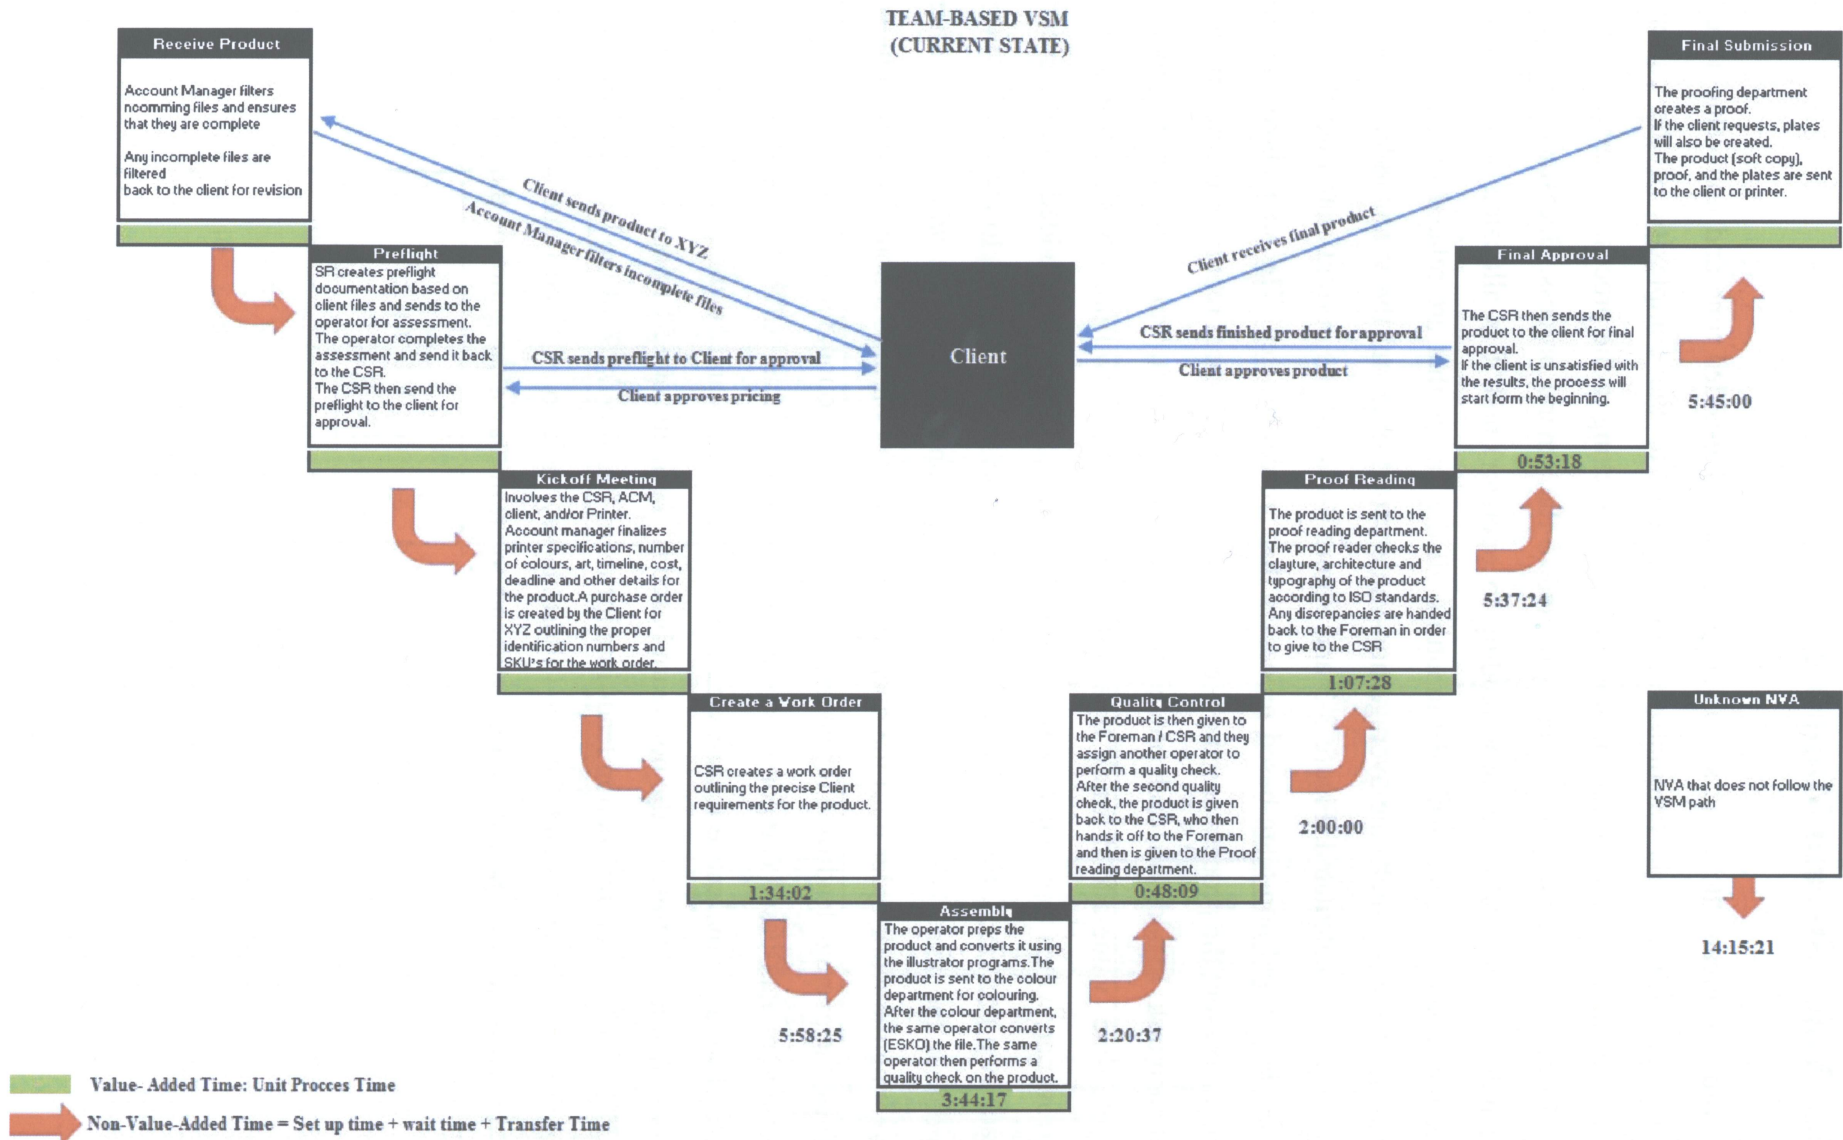 TEAM-BASED VSM
(CURRENT STATE)
Receive Product
Account Manager filters
ncomming files and ensures
that they are complete
Any incomplete files are
filtered
back to the client for revision
Preflight
SR creates preflight
documentation based on
client files and sends to the
operator for assessment.
The operator completes the
assessment and send it back
to the CSR.
The CSR then send the
preflight to the client for
approval.
Kickoff Meeting
Involves the CSR, ACM,
client, and/or Printer.
Account manager finalizes
printer specifications, number
of colours, art, timeline, cost,
deadline and other details for
the product.A purchase order
is created by the Client for
XYZ outlining the proper
identification numbers and
SKU's for the work order.
Create a Work Order
CSR creates a work order
outlining the precise Client
requirements for the product.
1:34:02
5:58:25
Assembly
The operator preps the
product and converts it using
the illustrator programs.The
product is sent to the colour
department for colouring.
After the colour department,
the same operator converts
(ESKO) the file.The same
operator then performs a
quality check on the product.
3:44:17
2:20:37
Quality Control
The product is then given to
the Foreman / CSR and they
assign another operator to
perform a quality check.
After the second quality
check, the product is given
back to the CSR, who then
hands it off to the Foreman
and then is given to the Proof
reading department.
0:48:09
2:00:00
Proof Reading
The product is sent to the
proof reading department.
The proof reader checks the
clayture, architecture and
typography of the product
according to ISO standards.
Any discrepancies are handed
back to the Foreman in order
to give to the CSR
1:07:28
5:37:24
Final Approval
The CSR then sends the
product to the client for final
approval.
If the client is unsatisfied with
the results, the process will
start form the beginning.
0:53:18
5:45:00
Final Submission
The proofing department
creates a proof.
If the client requests, plates
will also be created.
The product (soft copy),
proof, and the plates are sent
to the client or printer.
Client sends product to XYZ
Account Manager filters incomplete files
CSR sends preflight to Client for approval
Client approves pricing
Client
Client receives final product
CSR sends finished product for approval
Client approves product
Unknown NVA
NVA that does not follow the
VSM path
14:15:21
Value- Added Time: Unit Procces Time
Non-Value-Added Time = Set up time + wait time + Transfer Time